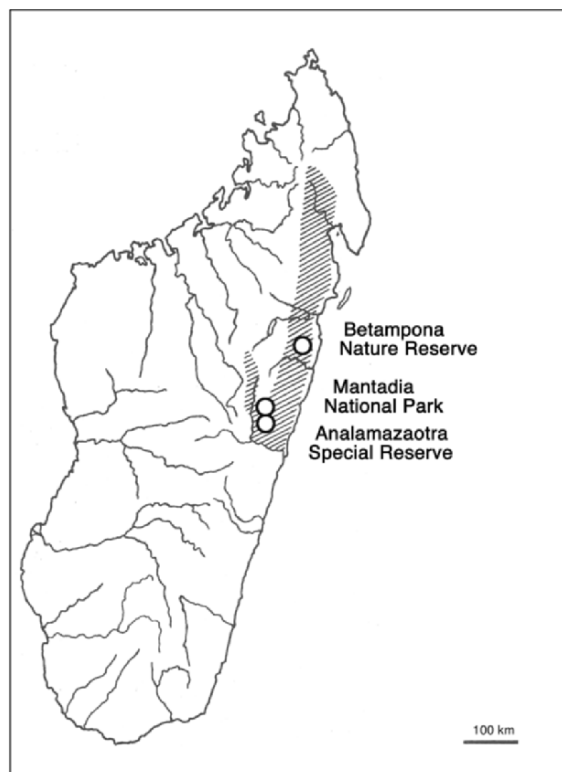 Betampona
Nature Reserve
Mantadia
National Park
Analamazaotra
Special Reserve
100 km